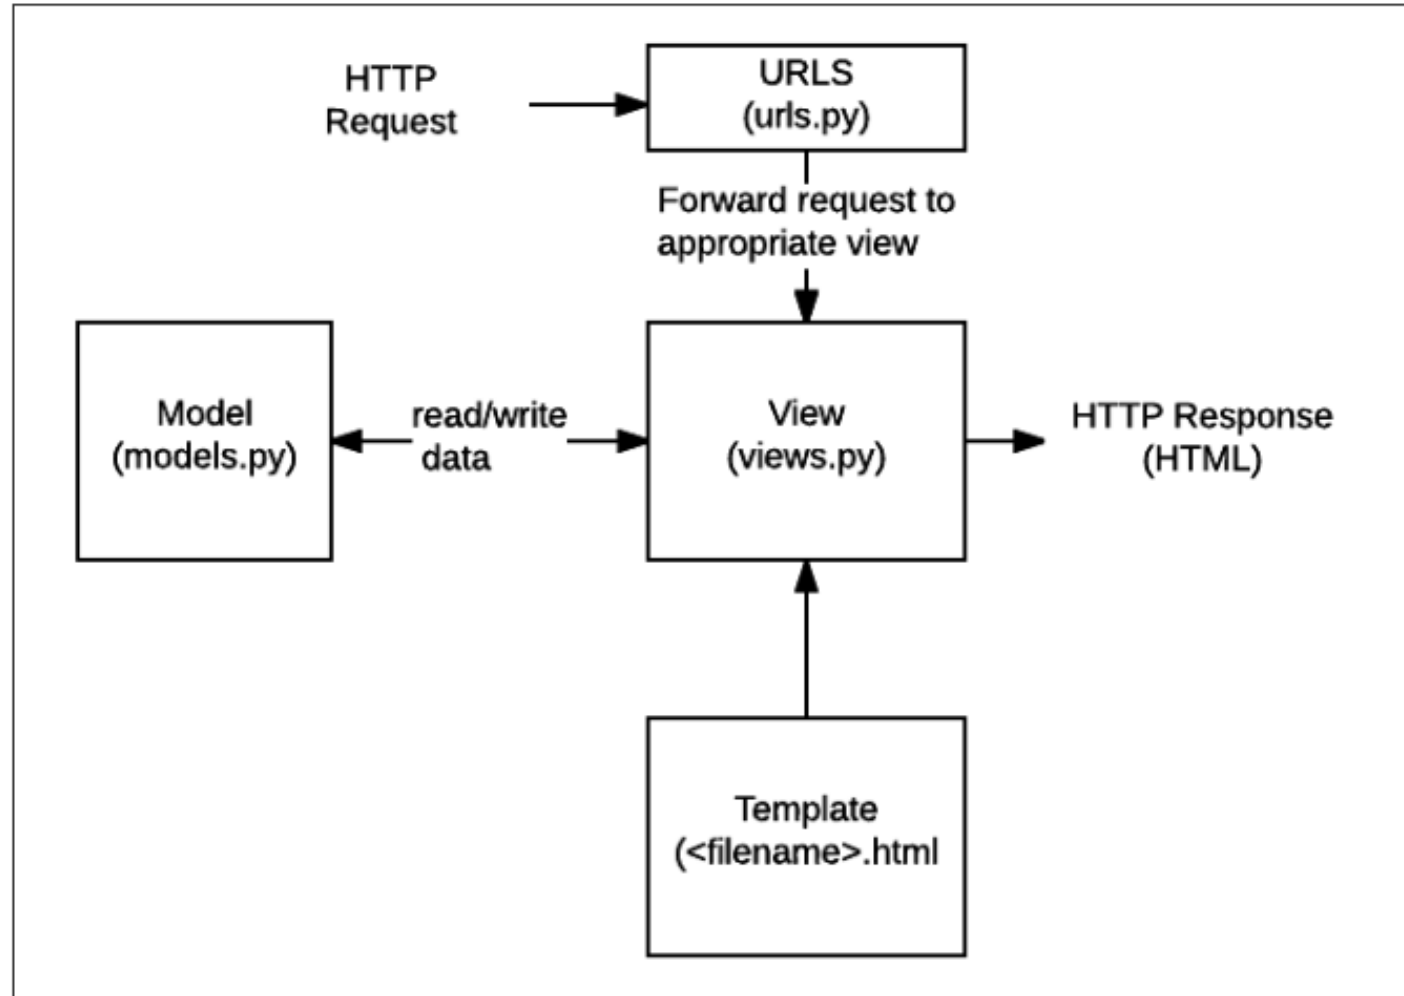 HTTP
Request
URLS
(urls.py)
Forward request to
appropriate view
Model
(models.py)
read/write
data
View
(views.py)
HTTP Response
(HTML)
Template
(<filename>.html